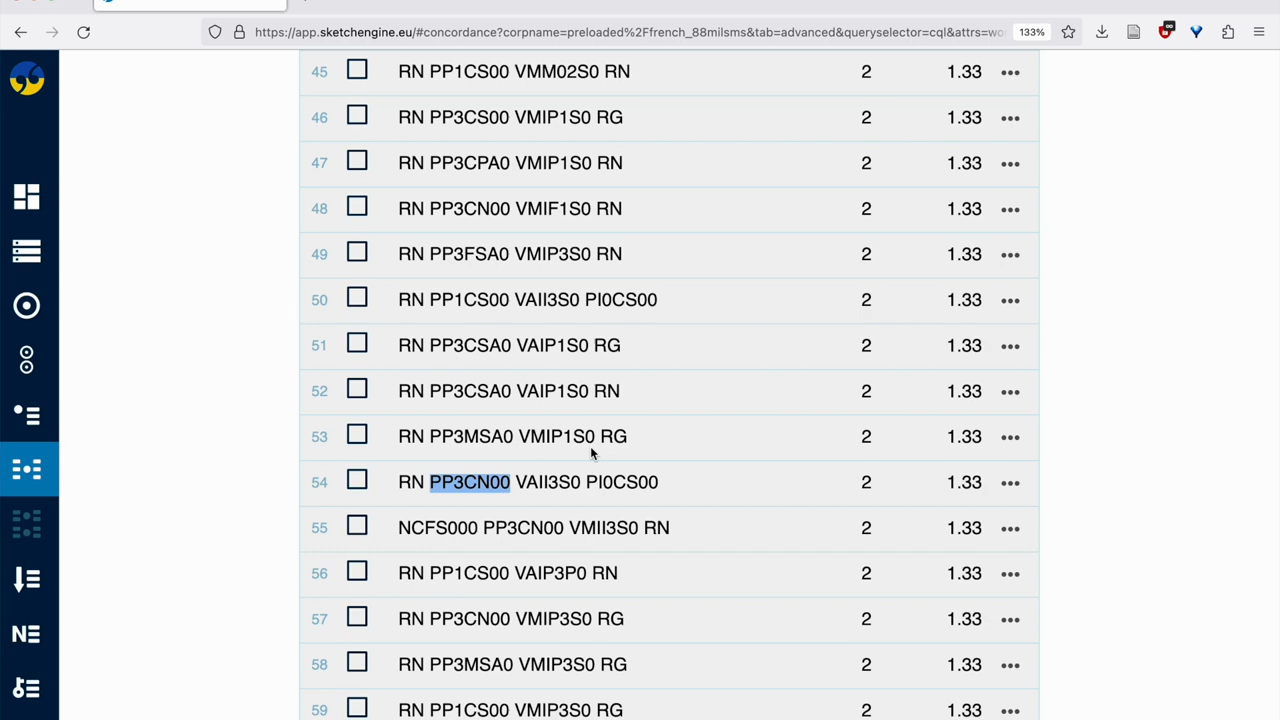 https://app.sketchengine.eu/#concordance?corpname=preloaded%2Ffrench_88milsms&tab=advanced&queryselector=cql&attrs=wo
133%
45 RN PP1CS00 VMM02S0 RN 2 1.33
46 RN PP3CS00 VMIP1S0 RG 2 1.33
47 RN PP3CPA0 VMIP1S0 RN 2 1.33
48 RN PP3CN00 VMIF1S0 RN 2 1.33
49 RN PP3FSA0 VMIP3S0 RN 2 1.33
50 RN PP1CS00 VAII3S0 PI0CS00 2 1.33
51 RN PP3CSA0 VAIP1S0 RG 2 1.33
52 RN PP3CSA0 VAIP1S0 RN 2 1.33
53 RN PP3MSA0 VMIP1S0 RG 2 1.33
54 RN PP3CN00 VAII3S0 PI0CS00 2 1.33
55 NCFS000 PP3CN00 VMII3S0 RN 2 1.33
56 RN PP1CS00 VAIP3P0 RN 2 1.33
57 RN PP3CN00 VMIP3S0 RG 2 1.33
58 RN PP3MSA0 VMIP3S0 RG 2 1.33
59 RN PP1CS00 VMIP3S0 RG 2 1.33